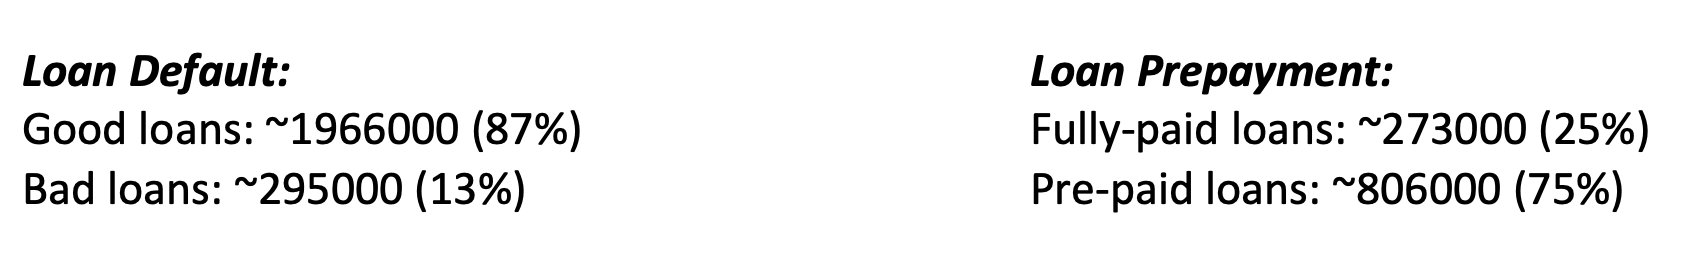 Loan Default:
Good loans: ~1966000 (87%)
Bad loans: ~295000 (13%)
Loan Prepayment:
Fully-paid loans: ~273000 (25%)
Pre-paid loans: ~806000 (75%)